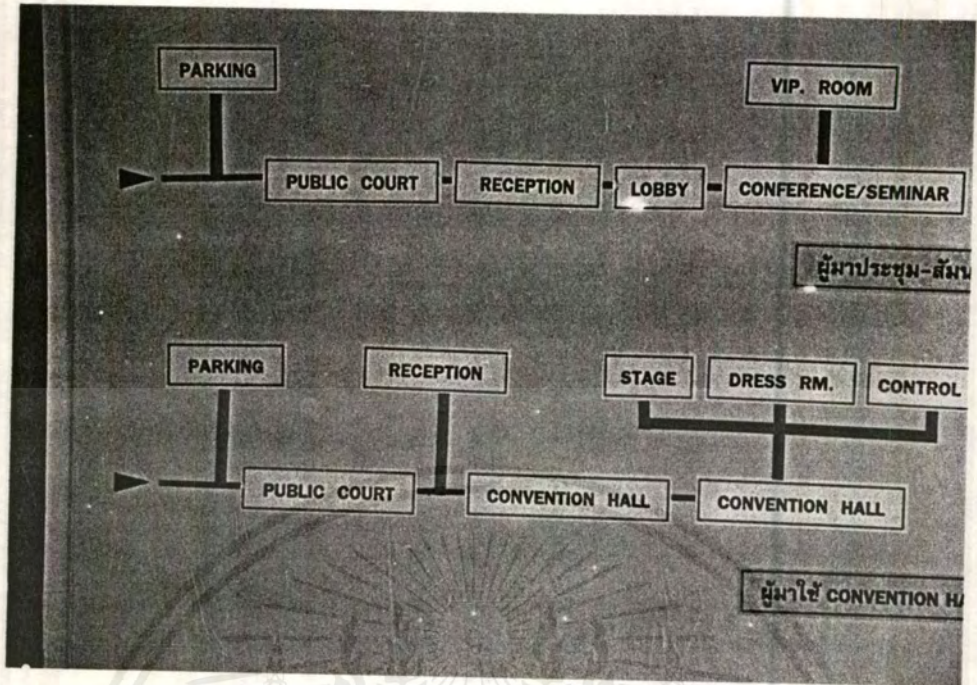 PARKING
VIP. ROOM
PUBLIC COURT
RECEPTION
LOBBY
CONFERENCE/SEMINAR
ผู้มาประชุม-สัมน
PARKING
RECEPTION
STAGE
DRESS RM.
CONTROL
PUBLIC COURT
CONVENTION HALL
CONVENTION HALL
ผู้มาใช้ CONVENTION HA